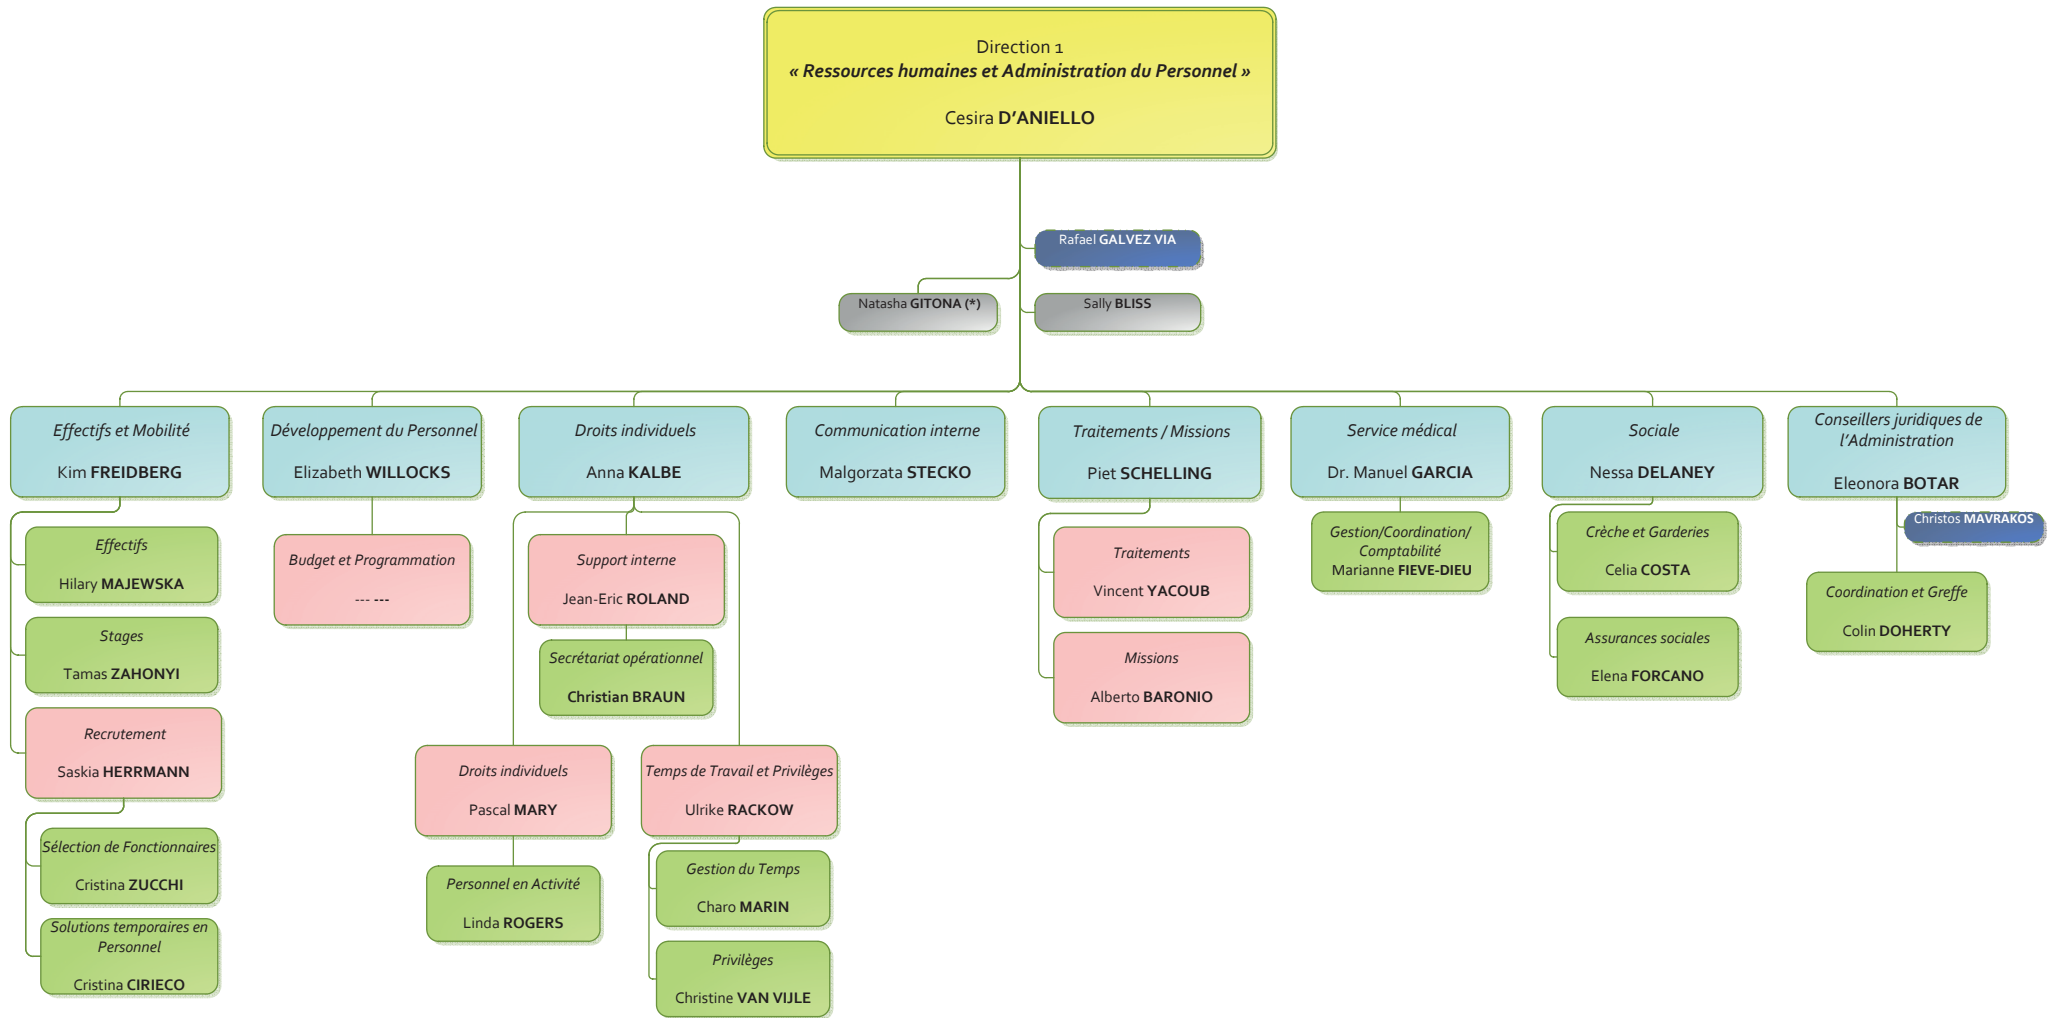 Direction 1
« Ressources humaines et Administration du Personnel »
Cesira D'ANIELLO
Rafael GALVEZ VIA
Natasha GITONA (*)
Sally BLISS
Effectifs et Mobilité
Kim FREIDBERG
Développement du Personnel
Elizabeth WILLOCKS
Droits individuels
Anna KALBE
Communication interne
Malgorzata STECKO
Traitements / Missions
Piet SCHELLING
Service médical
Dr. Manuel GARCIA
Sociale
Nessa DELANEY
Conseillers juridiques de
l'Administration
Eleonora BOTAR
Christos MAVRAKOS
Effectifs
Hilary MAJEWSKA
Stages
Tamas ZAHONYI
Recrutement
Saskia HERRMANN
Sélection de Fonctionnaires
Cristina ZUCCHI
Solutions temporaires en
Personnel
Cristina CIRIECO
Budget et Programmation
--- ---
Support interne
Jean-Eric ROLAND
Secrétariat opérationnel
Christian BRAUN
Droits individuels
Pascal MARY
Personnel en Activité
Linda ROGERS
Temps de Travail et Privilèges
Ulrike RACKOW
Gestion du Temps
Charo MARIN
Privilèges
Christine VAN VIJLE
Traitements
Vincent YACOUB
Missions
Alberto BARONIO
Gestion/Coordination/
Comptabilité
Marianne FIEVE-DIEU
Crèche et Garderies
Celia COSTA
Assurances sociales
Elena FORCANO
Coordination et Greffe
Colin DOHERTY